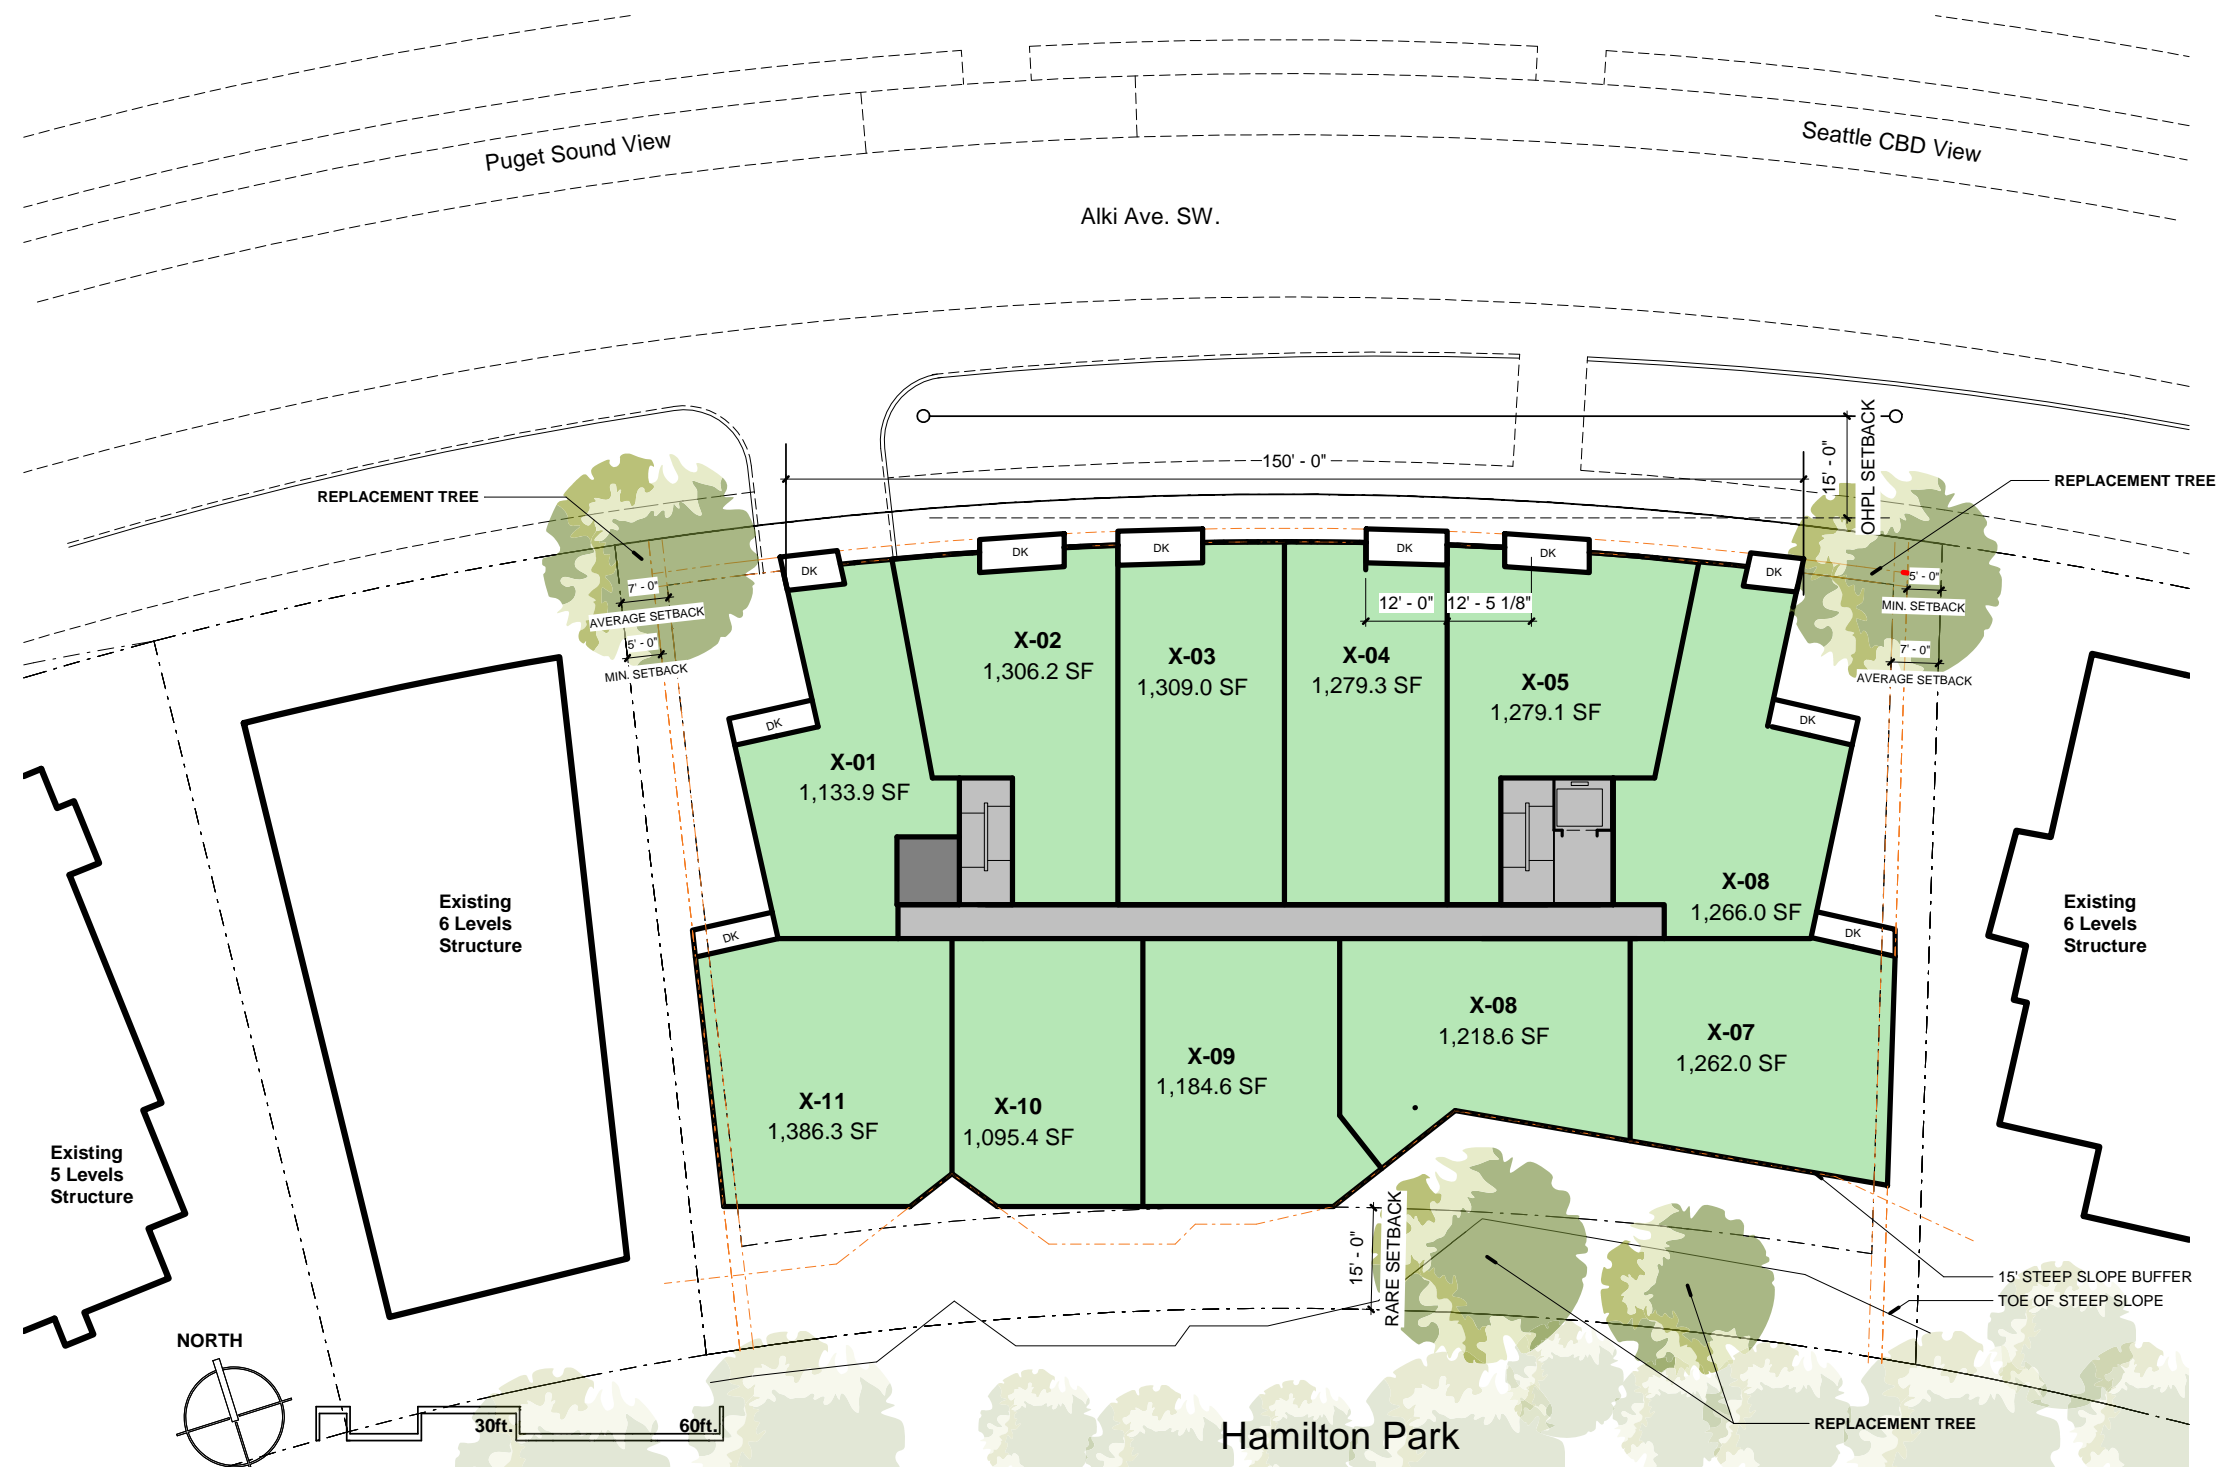 Puget Sound View
Seattle CBD View
Alki Ave. SW.
OHPL SETBACK
15' - 0"
150' - 0"
REPLACEMENT TREE
REPLACEMENT TREE
DK
DK
DK
DK
DK
DK
7' - 0"
AVERAGE SETBACK
5' - 0"
MIN. SETBACK
5' - 0"
MIN. SETBACK
7' - 0"
AVERAGE SETBACK
12' - 0"
12' - 5 1/8"
X-02
1,306.2 SF
X-03
1,309.0 SF
X-04
1,279.3 SF
X-05
1,279.1 SF
DK
DK
X-01
1,133.9 SF
X-08
1,266.0 SF
Existing
6 Levels
Structure
Existing
6 Levels
Structure
DK
DK
X-08
1,218.6 SF
X-07
1,262.0 SF
X-09
1,184.6 SF
X-11
1,386.3 SF
X-10
1,095.4 SF
Existing
5 Levels
Structure
15' - 0"
RARE SETBACK
15' STEEP SLOPE BUFFER
TOE OF STEEP SLOPE
NORTH
30ft.
60ft.
Hamilton Park
REPLACEMENT TREE